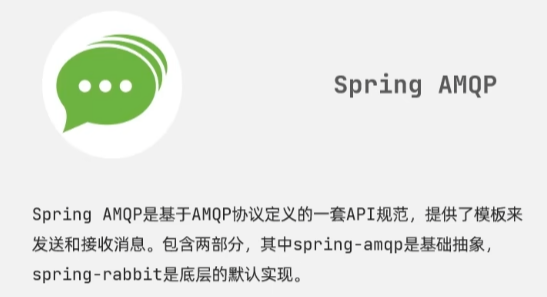 Spring AMQP
Spring AMQP是基于AMQP协议定义的一套API规范，提供了模板来
发送和接收消息。包含两部分，其中spring-amqp是基础抽象，
spring-rabbit是底层的默认实现。